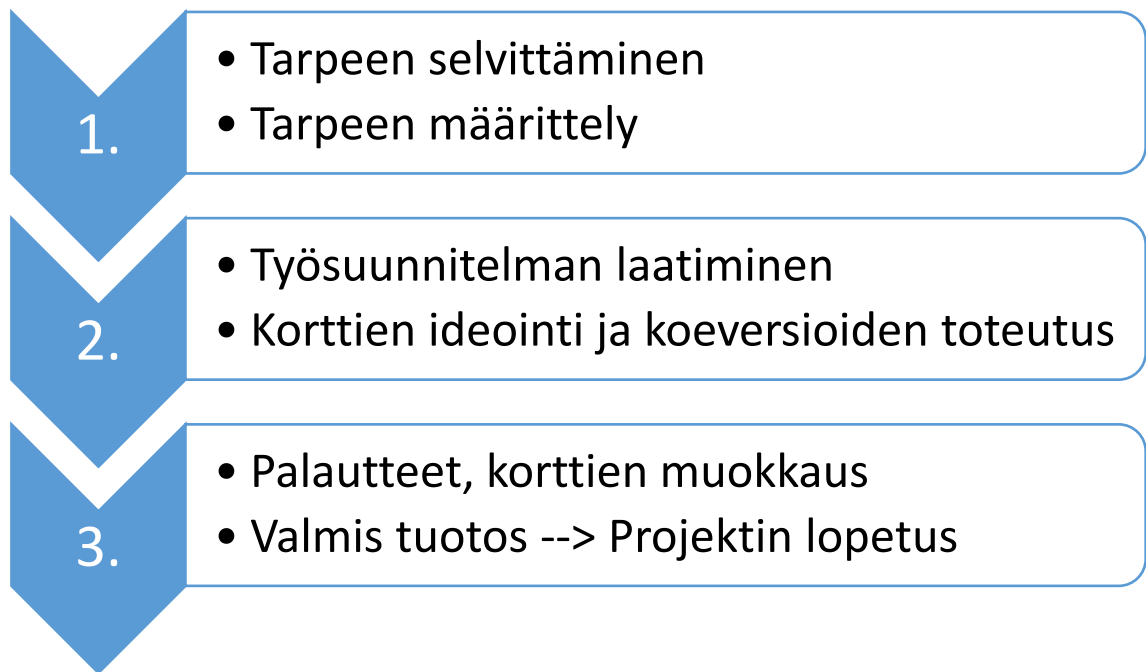 1.
• Tarpeen selvittäminen
• Tarpeen määrittely
2.
• Työsuunnitelman laatiminen
• Korttien ideointi ja koeversioiden toteutus
3.
• Palautteet, korttien muokkaus
• Valmis tuotos --> Projektin lopetus